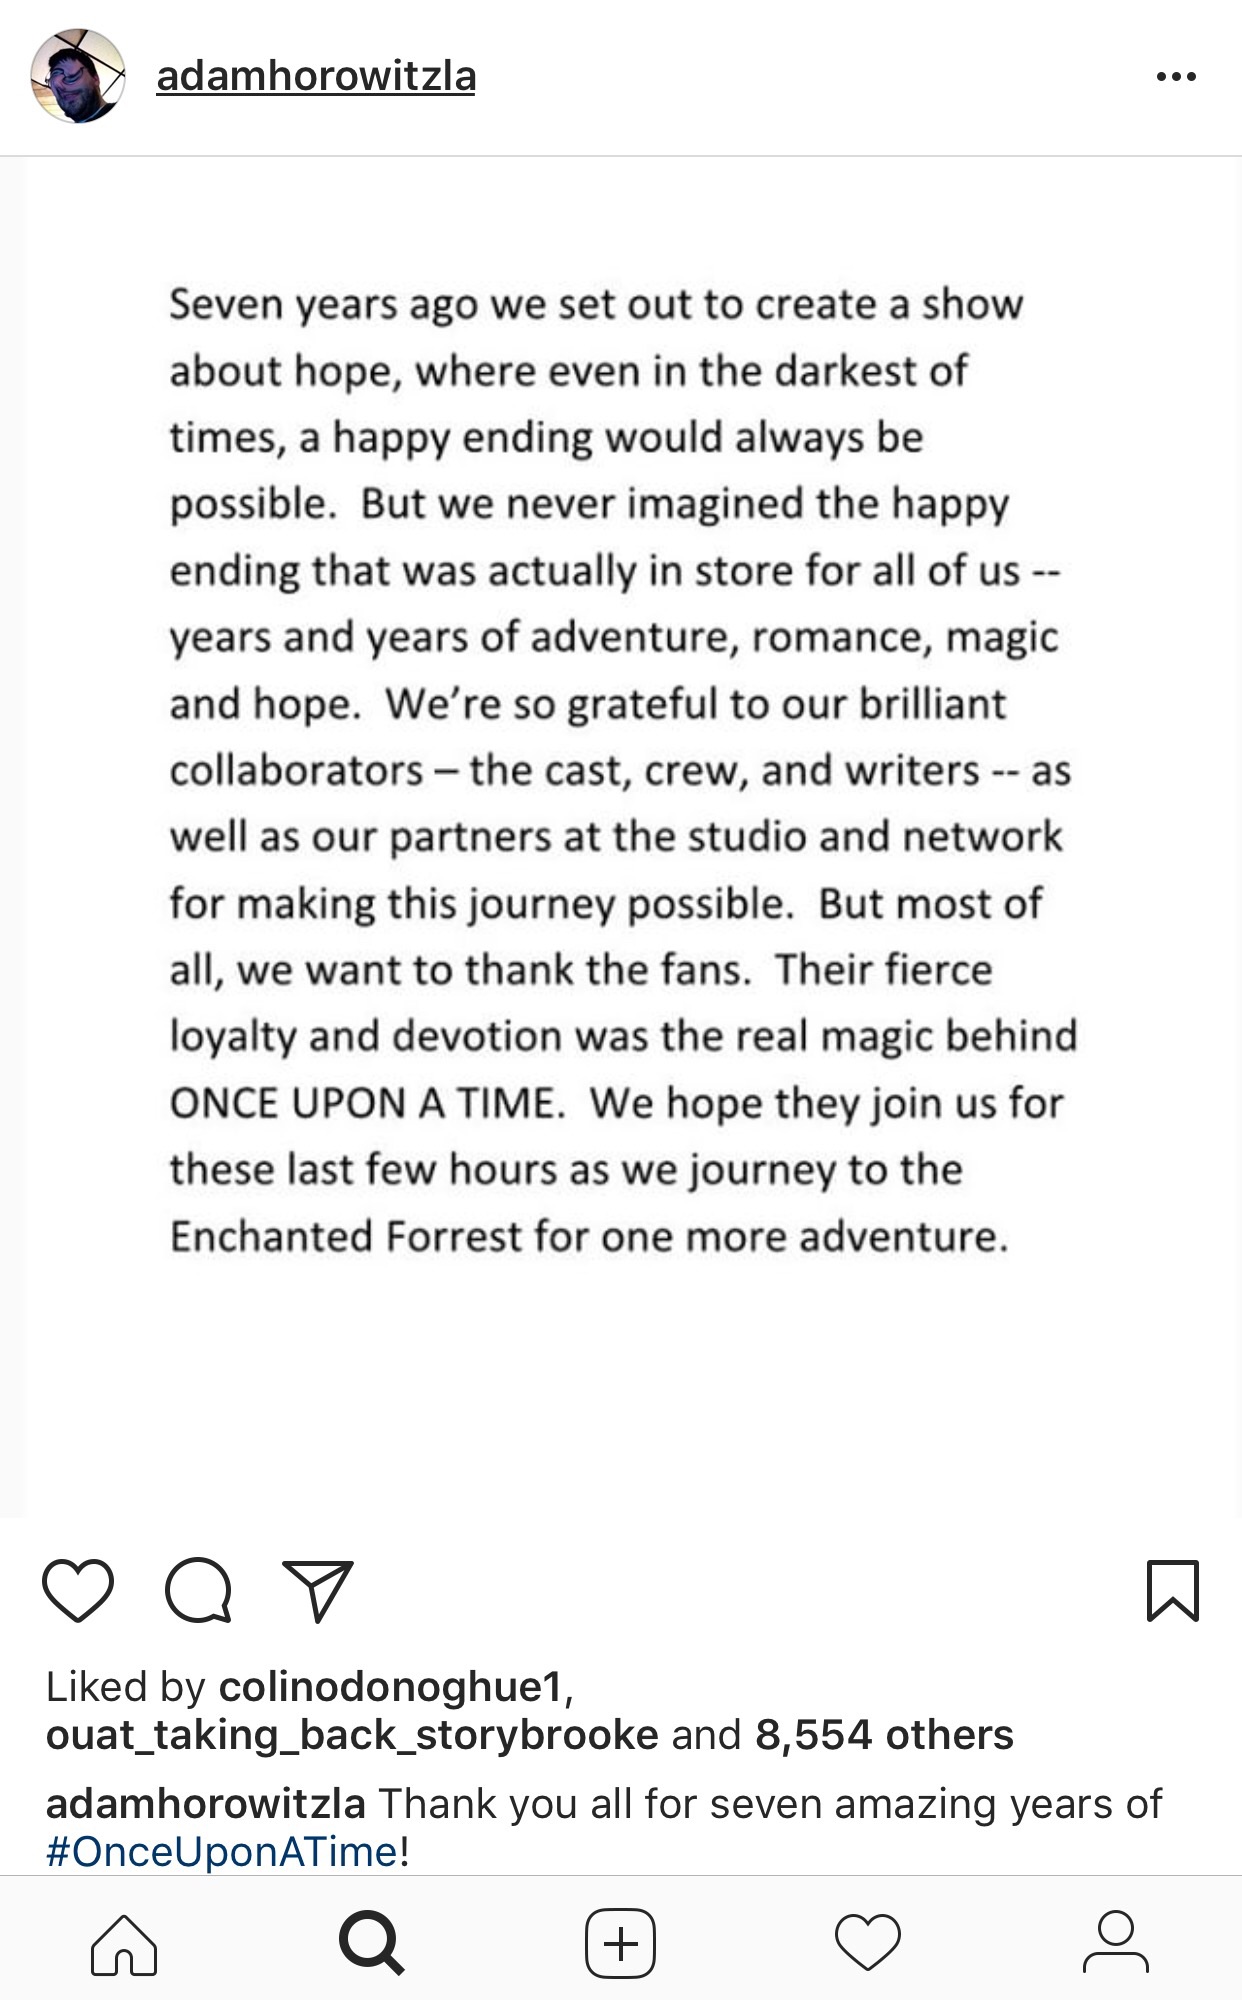 adamhorowitzla
Seven years ago we set out to create a show
about hope, where even in the darkest of
times, a happy ending would always be
possible.  But we never imagined the happy
ending that was actually in store for all of us --
years and years of adventure, romance, magic
and hope.  We’re so grateful to our brilliant
collaborators – the cast, crew, and writers -- as
well as our partners at the studio and network
for making this journey possible.  But most of
all, we want to thank the fans.  Their fierce
loyalty and devotion was the real magic behind
ONCE UPON A TIME.  We hope they join us for
these last few hours as we journey to the
Enchanted Forrest for one more adventure.
Liked by colinodonoghue1,
ouat_taking_back_storybrooke and 8,554 others
adamhorowitzla Thank you all for seven amazing years of
#OnceUponATime!